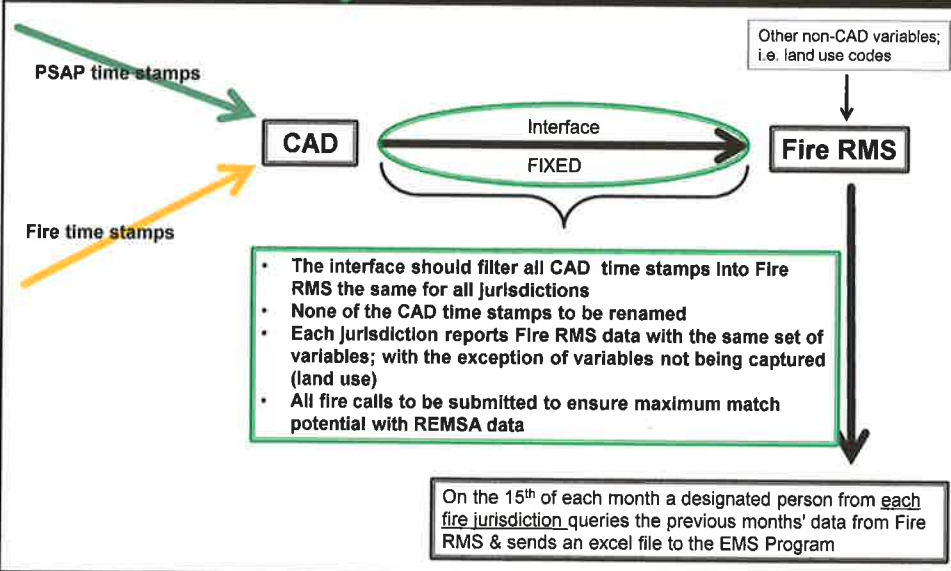 Other non-CAD variables;
i.e. land use codes
PSAP time stamps
CAD
Interface
FIXED
Fire RMS
Fire time stamps
• The interface should filter all CAD time stamps into Fire
RMS the same for all jurisdictions
• None of the CAD time stamps to be renamed
• Each jurisdiction reports Fire RMS data with the same set of
variables; with the exception of variables not being captured
(land use)
• All fire calls to be submitted to ensure maximum match
potential with REMSA data
On the 15th of each month a designated person from each
fire jurisdiction queries the previous months' data from Fire
RMS & sends an excel file to the EMS Program